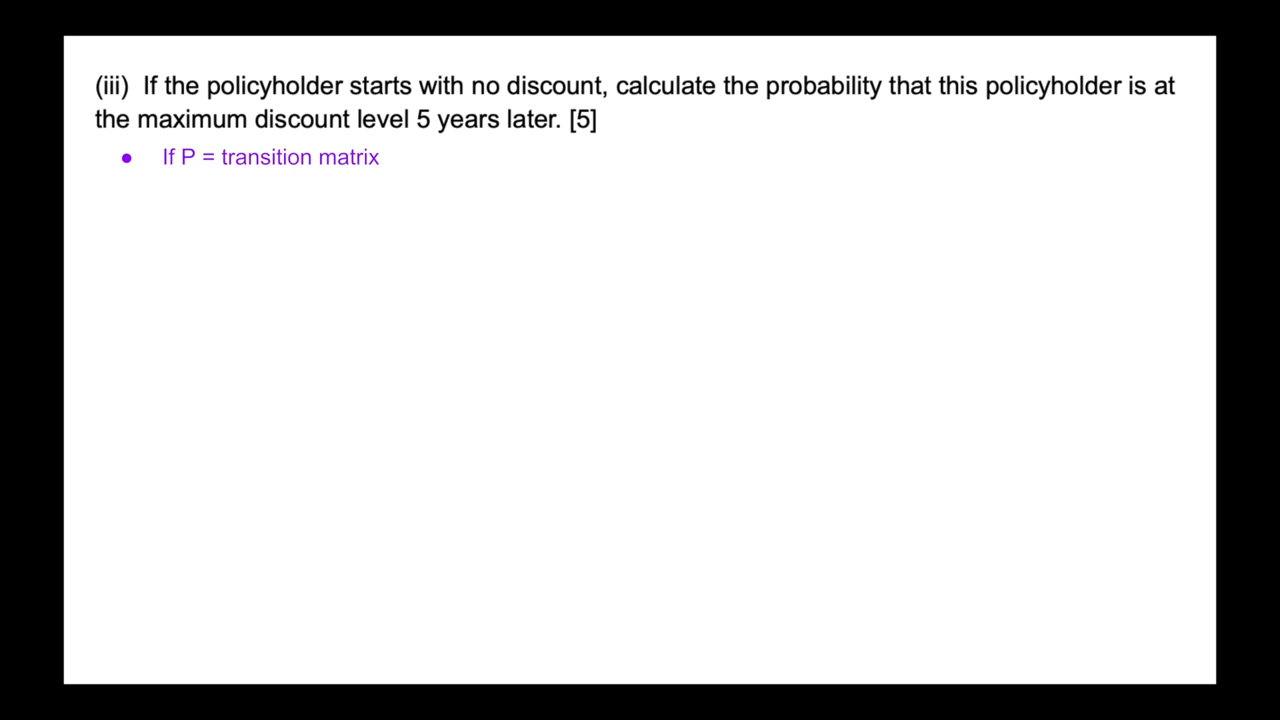 (iii) If the policyholder starts with no discount, calculate the probability that this policyholder is at
the maximum discount level 5 years later. [5]
● If P = transition matrix